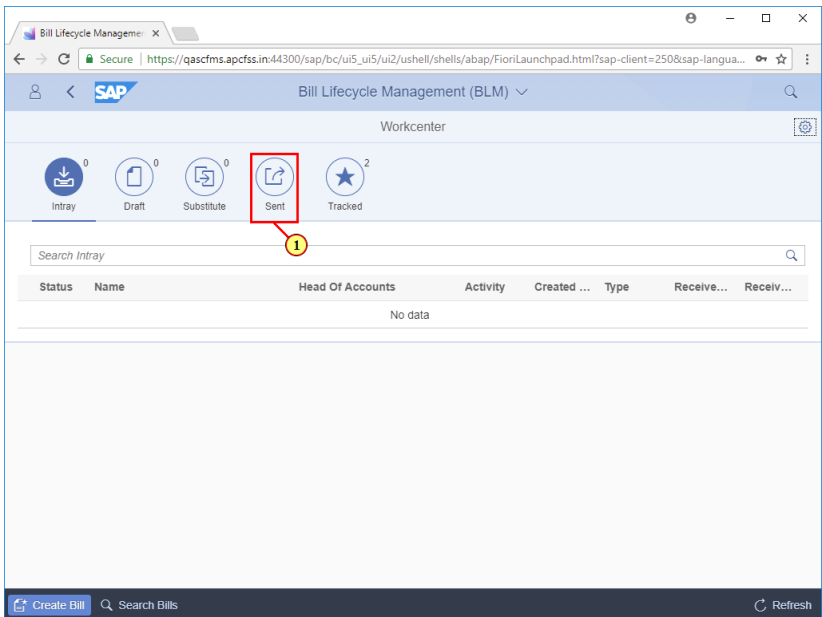 Bill Lifecycle Managemen
Secure | https://qascfms.apcfss.in:44300/sap/bc/ui5_ui5/ui2/ushell/shells/abap/FioriLaunchpad.html?sap-client=250&sap-langua...
SAP Bill Lifecycle Management (BLM)
Workcenter
0 0 0 2
Intray Draft Substitute Sent Tracked
1
Search Intray
Status Name Head Of Accounts Activity Created ... Type Receive... Receiv...
No data
Create Bill Search Bills Refresh